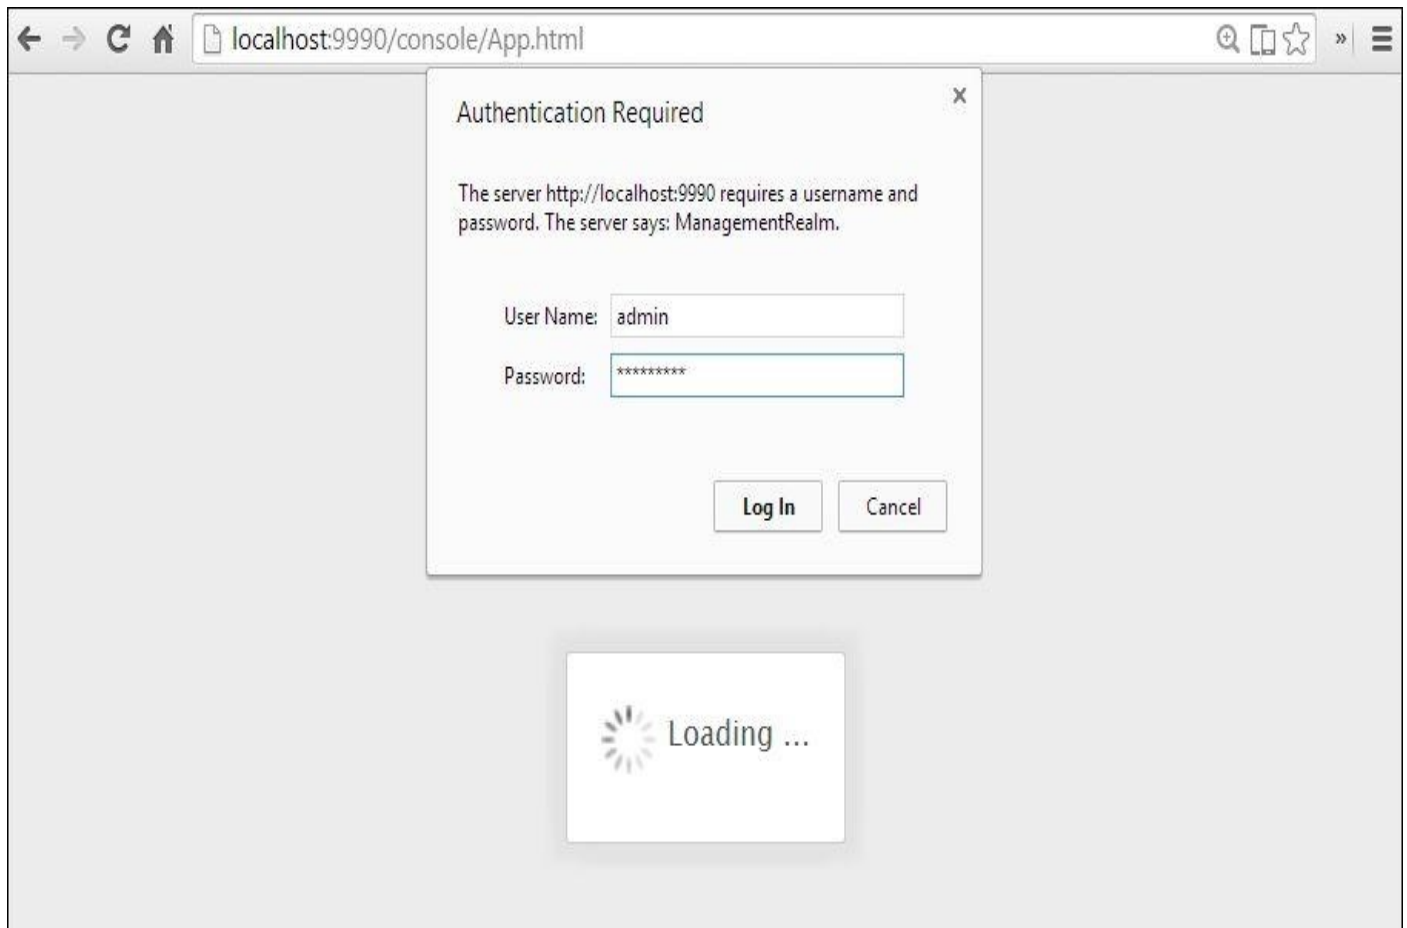 localhost:9990/console/App.html
»
Authentication Required
x
The server http://localhost:9990 requires a username and
password. The server says: ManagementRealm.
User Name: admin
Password: *********
Log In Cancel
Loading ...